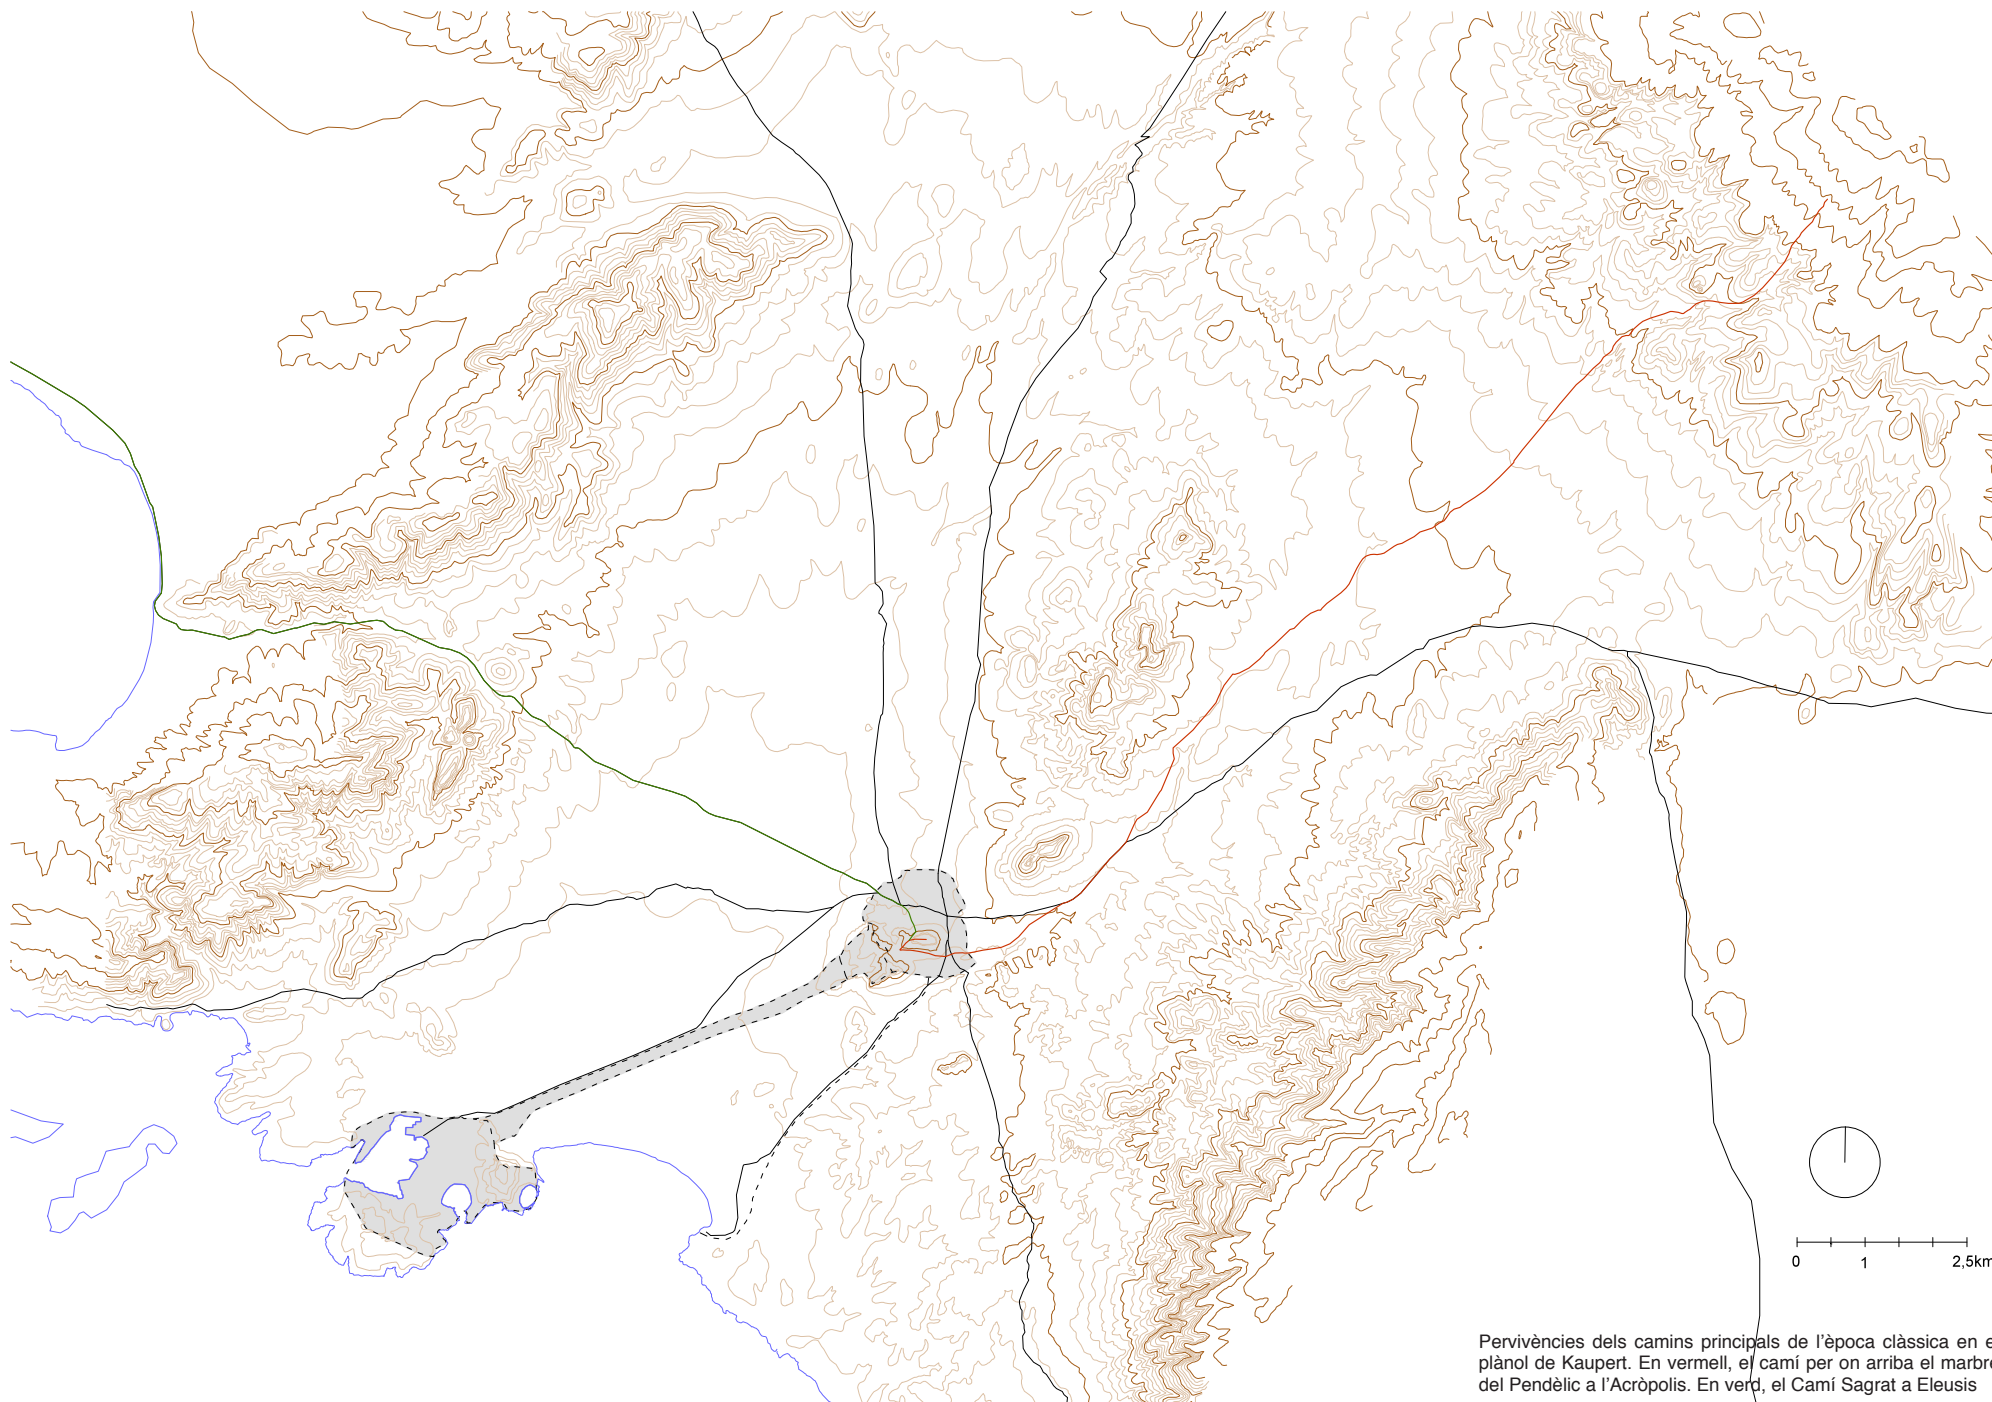 0 1 2,5km
Pervivències dels camins principals de l'època clàssica en e
plànol de Kaupert. En vermell, el camí per on arriba el marbre
del Pendèlic a l'Acròpolis. En verd, el Camí Sagrat a Eleusis